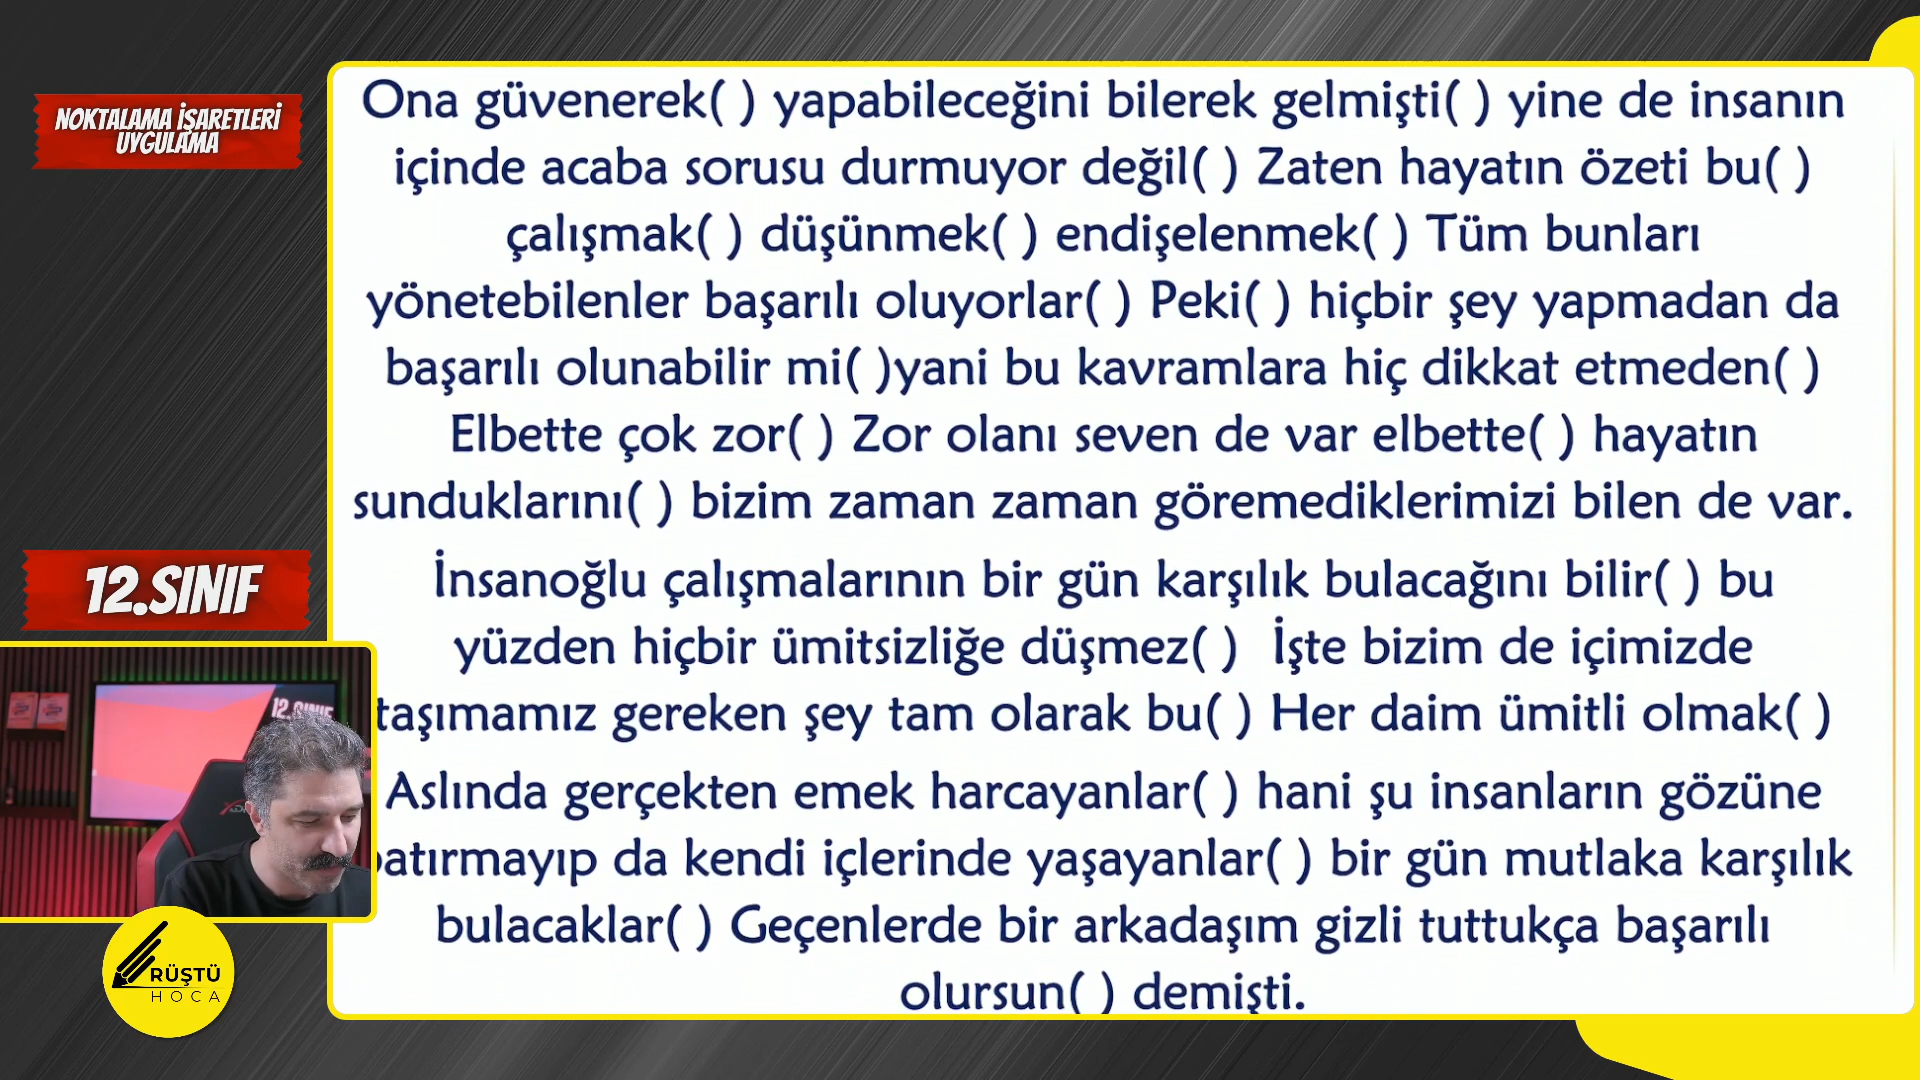 NOKTALAMA İŞARETLERİ
UYGULAMA
Ona güvenerek( ) yapabileceğini bilerek gelmişti( ) yine de insanın
içinde acaba sorusu durmuyor değil( ) Zaten hayatın özeti bu( )
çalışmak( ) düşünmek( ) endişelenmek( ) Tüm bunları
yönetebilenler başarılı oluyorlar( ) Peki( ) hiçbir şey yapmadan da
başarılı olunabilir mi( )yani bu kavramlara hiç dikkat etmeden( )
Elbette çok zor( ) Zor olanı seven de var elbette( ) hayatın
sunduklarını( ) bizim zaman zaman göremediklerimizi bilen de var.
İnsanoğlu çalışmalarının bir gün karşılık bulacağını bilir( ) bu
yüzden hiçbir ümitsizliğe düşmez( ) İşte bizim de içimizde
taşımamız gereken şey tam olarak bu( ) Her daim ümitli olmak( )
Aslında gerçekten emek harcayanlar( ) hani şu insanların gözüne
batırmayıp da kendi içlerinde yaşayanlar( ) bir gün mutlaka karşılık
bulacaklar( ) Geçenlerde bir arkadaşım gizli tuttukça başarılı
olursun( ) demişti.
12.SINIF
12.SINIF
RÜŞTÜ
HOCA